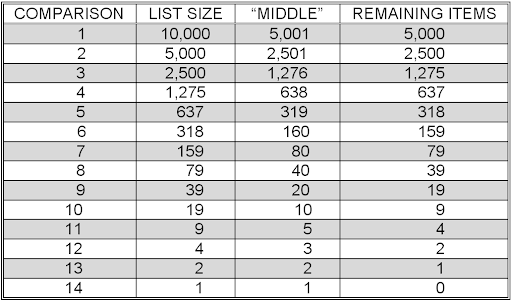 COMPARISON LIST SIZE “MIDDLE” REMAINING ITEMS
1 10,000 5,001 5,000
2 5,000 2,501 2,500
3 2,500 1,276 1,275
4 1,275 638 637
5 637 319 318
6 318 160 159
7 159 80 79
8 79 40 39
9 39 20 19
10 19 10 9
11 9 5 4
12 4 3 2
13 2 2 1
14 1 1 0